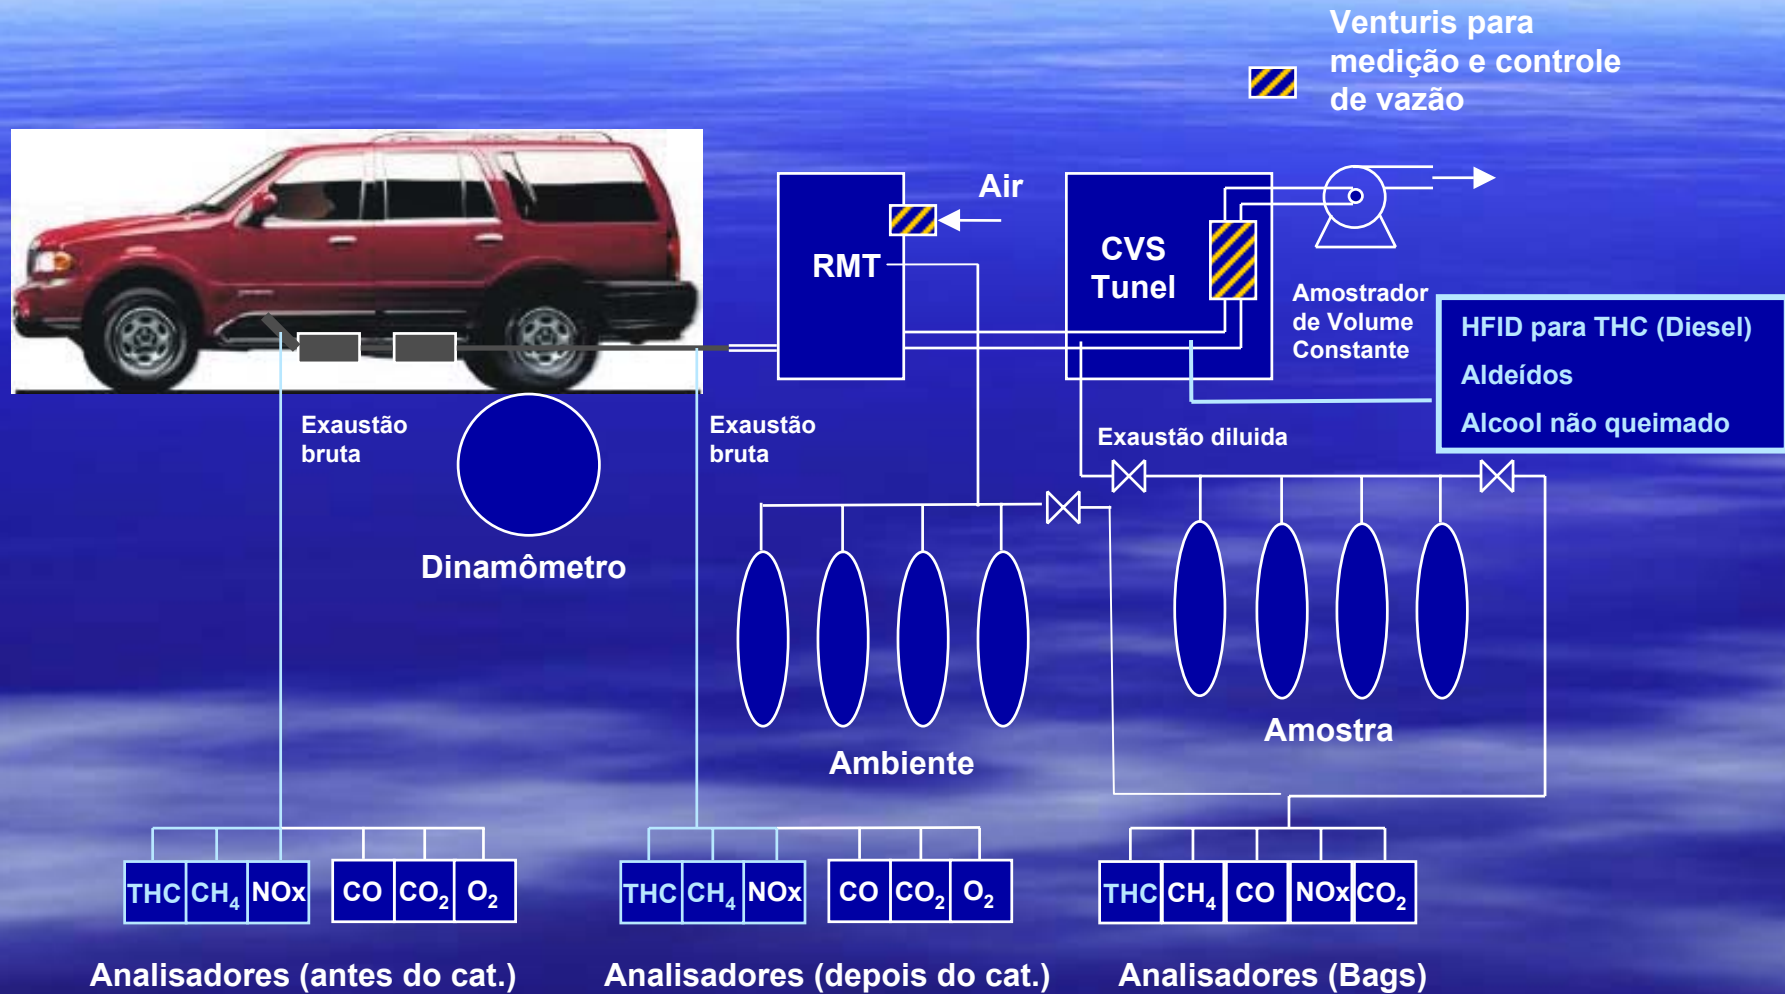 Venturis para
medição e controle
de vazão
Air
RMT
CVS
Tunel
Amostrador
de Volume
Constante
HFID para THC (Diesel)
Aldeídos
Alcool não queimado
Exaustão
bruta
Exaustão
bruta
Exaustão diluida
Dinamômetro
Amostra
Ambiente
THC CH₄ NOx CO CO₂ O₂
THC CH₄ NOx CO CO₂ O₂
THC CH₄ CO NOx CO₂
Analisadores (antes do cat.)
Analisadores (depois do cat.)
Analisadores (Bags)